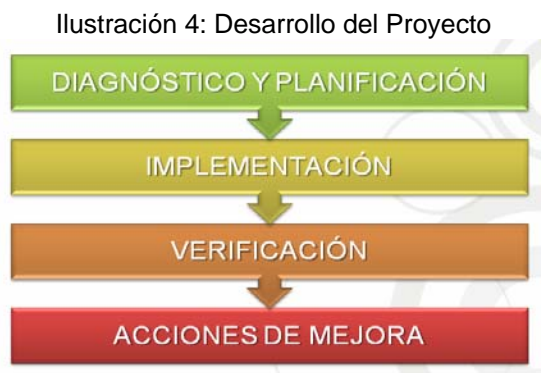 Ilustración 4: Desarrollo del Proyecto
DIAGNÓSTICO Y PLANIFICACIÓN
IMPLEMENTACIÓN
VERIFICACIÓN
ACCIONES DE MEJORA